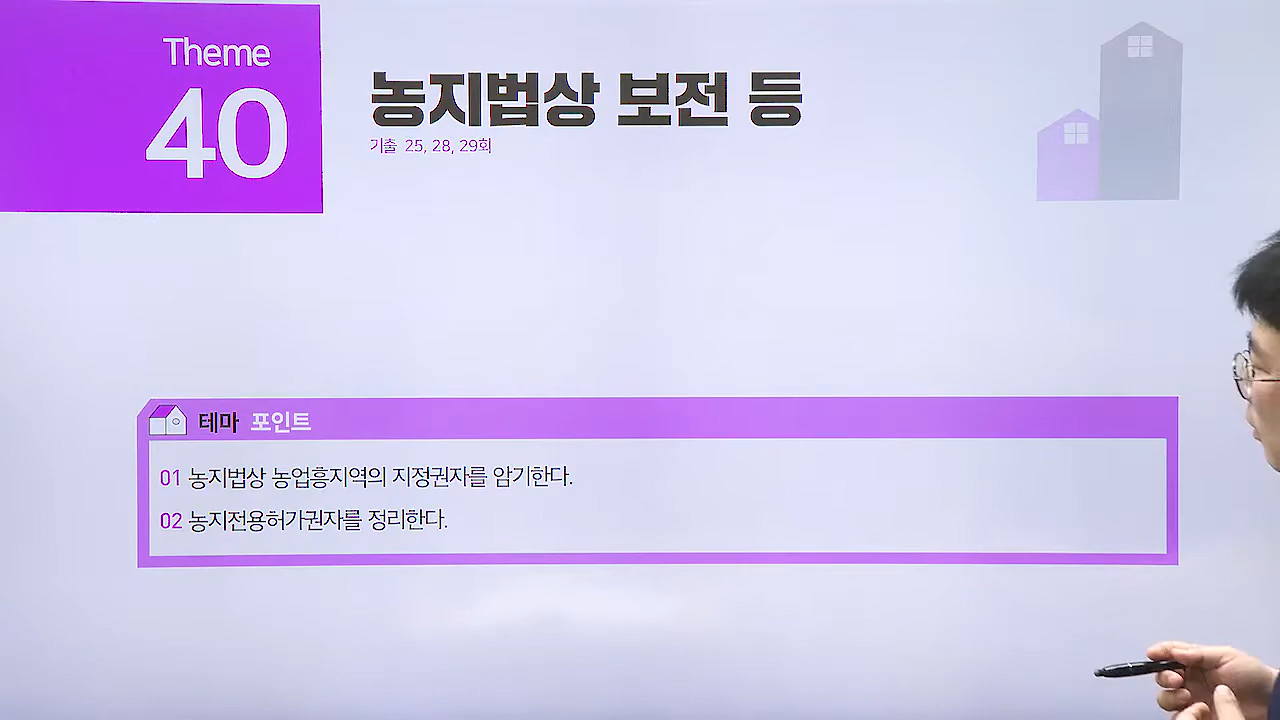 Theme
40
농지법상 보전 등
기출 25, 28, 29회
테마 포인트
01 농지법상 농업흥지역의 지정권자를 암기한다.
02 농지전용허가권자를 정리한다.